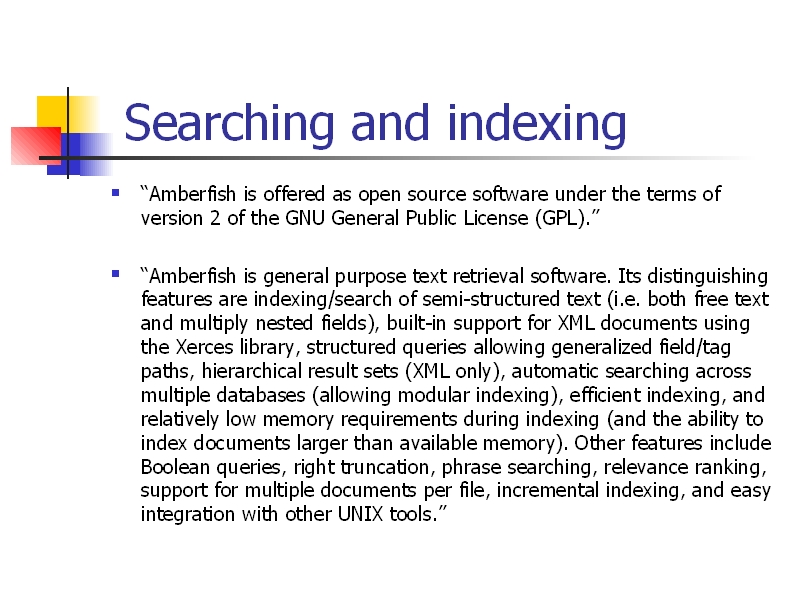 Searching and indexing
“Amberfish is offered as open source software under the terms of
version 2 of the GNU General Public License (GPL).”
“Amberfish is general purpose text retrieval software. Its distinguishing
features are indexing/search of semi-structured text (i.e. both free text
and multiply nested fields), built-in support for XML documents using
the Xerces library, structured queries allowing generalized field/tag
paths, hierarchical result sets (XML only), automatic searching across
multiple databases (allowing modular indexing), efficient indexing, and
relatively low memory requirements during indexing (and the ability to
index documents larger than available memory). Other features include
Boolean queries, right truncation, phrase searching, relevance ranking,
support for multiple documents per file, incremental indexing, and easy
integration with other UNIX tools.”